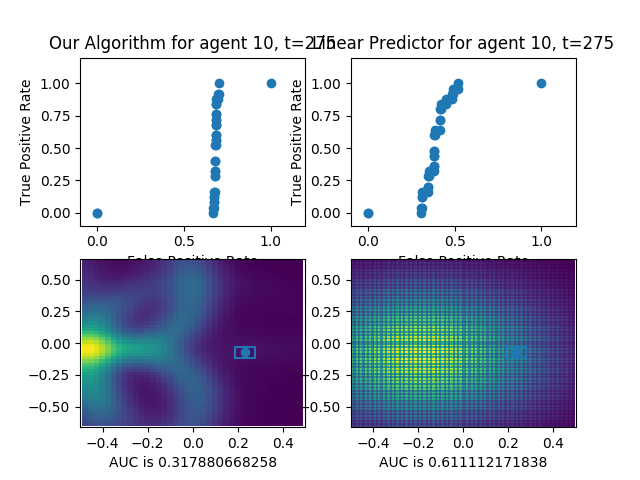 Our Algorithm for agent 10, t=275
Linear Predictor for agent 10, t=275
True Positive Rate
1.00
0.75
0.50
0.25
0.00
0.0 0.5 1.0
False Positive Rate
True Positive Rate
1.00
0.75
0.50
0.25
0.00
0.0 0.5 1.0
False Positive Rate
0.50
0.25
0.00
−0.25
−0.50
−0.4 −0.2 0.0 0.2 0.4
AUC is 0.317880668258
0.50
0.25
0.00
−0.25
−0.50
−0.4 −0.2 0.0 0.2 0.4
AUC is 0.611112171838